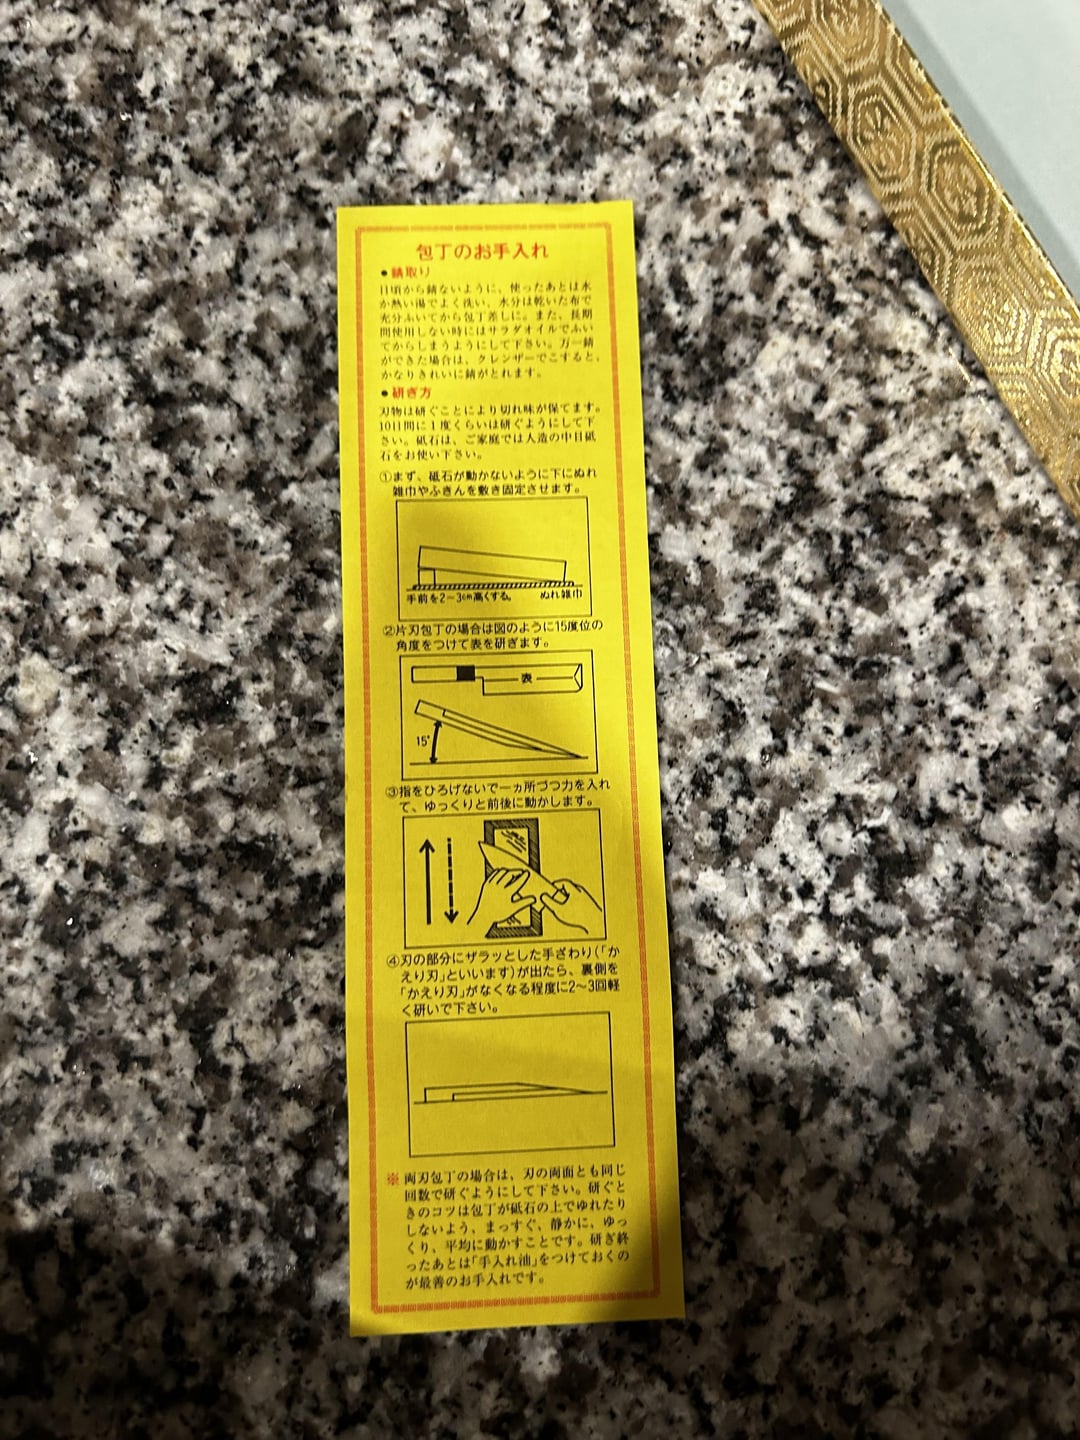 包丁のお手入れ
●錆取り
日頃から錆ないように、使ったあとは水
か熱い湯でよく洗い、水分は乾いた布で
充分ふいてから包丁差しに。また、長期
間使用しない時にはサラダオイルでふい
てからしまうようにして下さい。万一錆
ができた場合は、クレンザーでこすると、
かなりきれいに錆がとれます。
●研ぎ方
刃物は研ぐことにより切れ味が保てます。
10日間に1度くらいは研ぐようにして下
さい。砥石は、ご家庭では人造の中目砥
石をお使い下さい。
①まず、砥石が動かないように下にぬれ
雑巾やふきんを敷き固定させます。
手前を2～3cm高くする。 ぬれ雑巾
②片刃包丁の場合は図のように15度位の
角度をつけて表を研ぎます。
表
15°
③指をひろげないで一ヵ所づつ力を入れ
て、ゆっくりと前後に動かします。
④刃の部分にザラッとした手ざわり(「か
えり刃」といいます)が出たら、裏側を
「かえり刃」がなくなる程度に2～3回軽
く研いで下さい。
※両刃包丁の場合は、刃の両面とも同じ
回数で研ぐようにして下さい。研ぐと
きのコツは包丁が砥石の上でゆれたり
しないよう、まっすぐ、静かに、ゆっ
くり、平均に動かすことです。研ぎ終
ったあとは「手入れ油」をつけておくの
が最善のお手入れです。